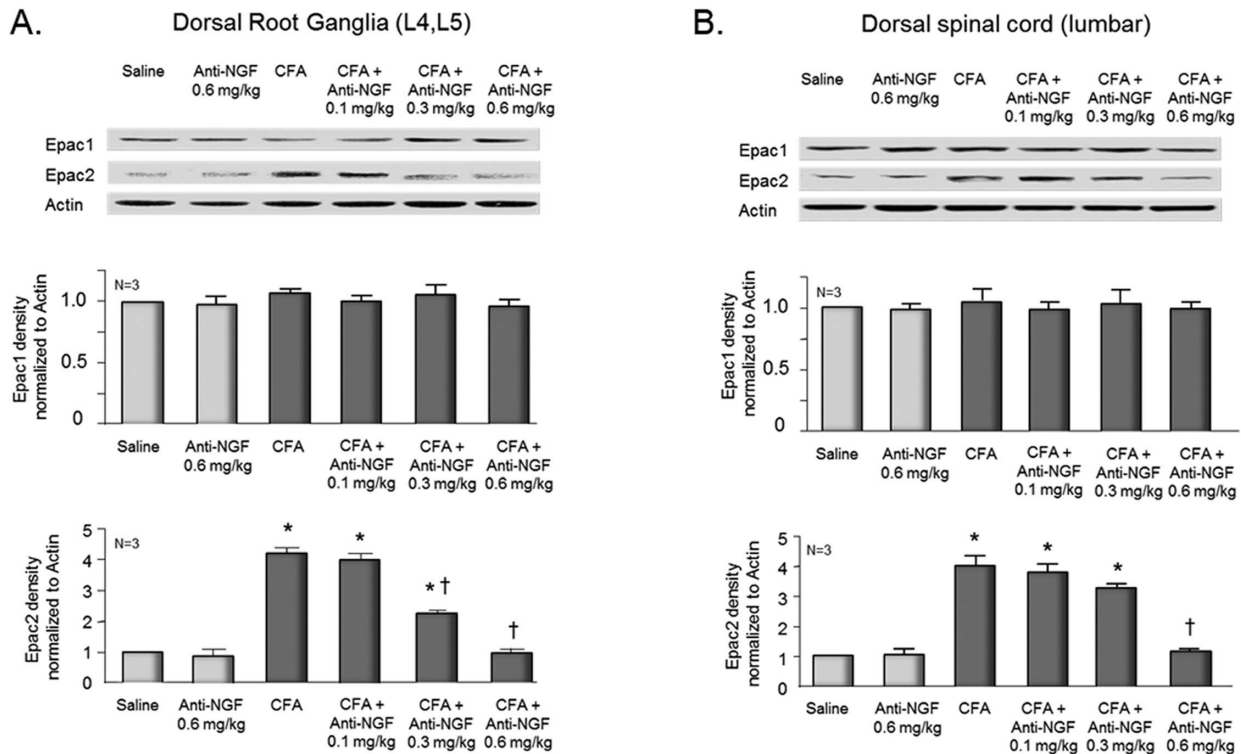 A.
Dorsal Root Ganglia (L4,L5)
Saline
Anti-NGF
0.6 mg/kg
CFA
CFA +
Anti-NGF
0.1 mg/kg
CFA +
Anti-NGF
0.3 mg/kg
CFA +
Anti-NGF
0.6 mg/kg
Epac1
Epac2
Actin
Epac1 density
normalized to Actin
N=3
1.0
0.5
0
Saline
Anti-NGF
0.6 mg/kg
CFA
CFA +
Anti-NGF
0.1 mg/kg
CFA +
Anti-NGF
0.3 mg/kg
CFA +
Anti-NGF
0.6 mg/kg
Epac2 density
normalized to Actin
N=3
5
4
2
1
0
*
*
* †
†
Saline
Anti-NGF
0.6 mg/kg
CFA
CFA +
Anti-NGF
0.1 mg/kg
CFA +
Anti-NGF
0.3 mg/kg
CFA +
Anti-NGF
0.6 mg/kg
B.
Dorsal spinal cord (lumbar)
Saline
Anti-NGF
0.6 mg/kg
CFA
CFA +
Anti-NGF
0.1 mg/kg
CFA +
Anti-NGF
0.3 mg/kg
CFA +
Anti-NGF
0.6 mg/kg
Epac1
Epac2
Actin
Epac1 density
normalized to Actin
N=3
1.0
0.5
0
Saline
Anti-NGF
0.6 mg/kg
CFA
CFA +
Anti-NGF
0.1 mg/kg
CFA +
Anti-NGF
0.3 mg/kg
CFA +
Anti-NGF
0.6 mg/kg
Epac2 density
normalized to Actin
N=3
5
4
2
1
0
*
*
*
†
Saline
Anti-NGF
0.6 mg/kg
CFA
CFA +
Anti-NGF
0.1 mg/kg
CFA +
Anti-NGF
0.3 mg/kg
CFA +
Anti-NGF
0.6 mg/kg